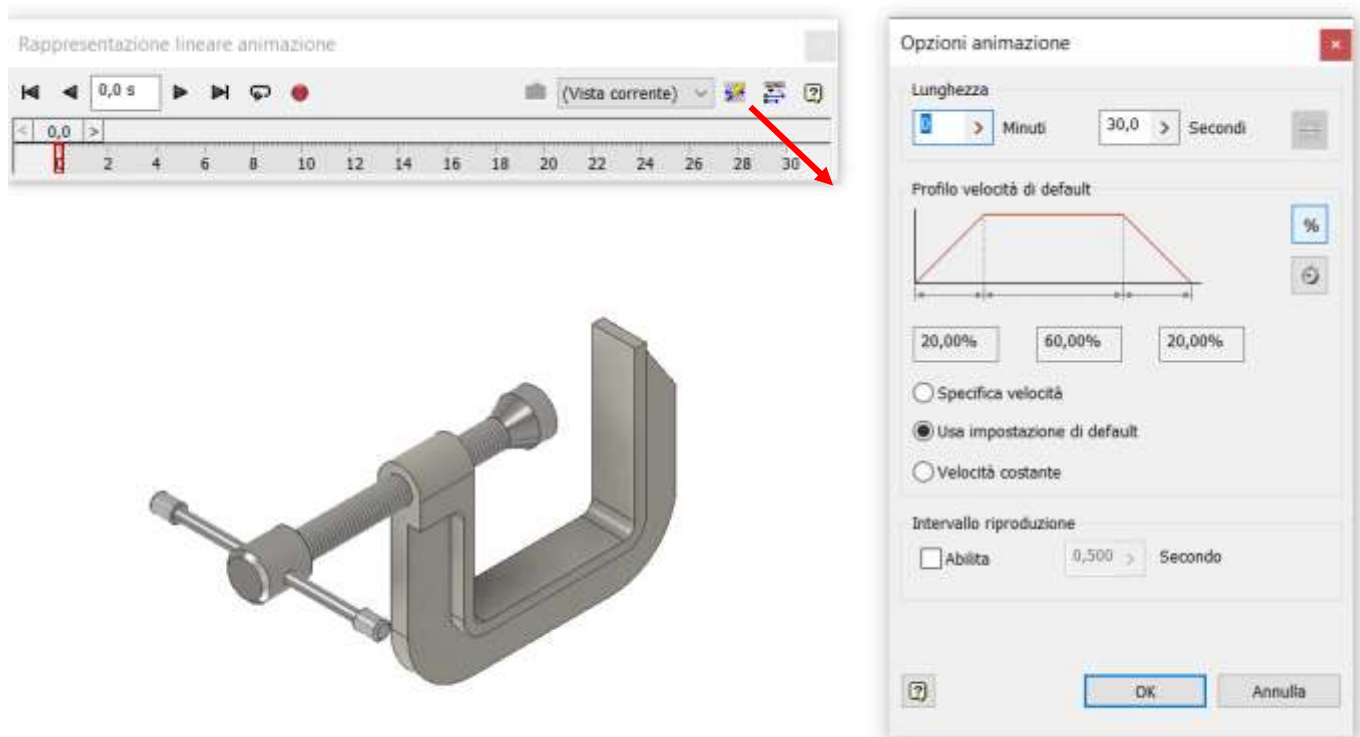 Rappresentazione lineare animazione
0,0 s
(Vista corrente)
0,0
0 2 4 6 8 10 12 14 16 18 20 22 24 26 28 30
Opzioni animazione
Lunghezza
0 Minuti 30,0 Secondi
Profilo velocità di default
%
20,00% 60,00% 20,00%
Specifica velocità
Usa impostazione di default
Velocità costante
Intervallo riproduzione
Abilita 0,500 Secondo
OK Annulla